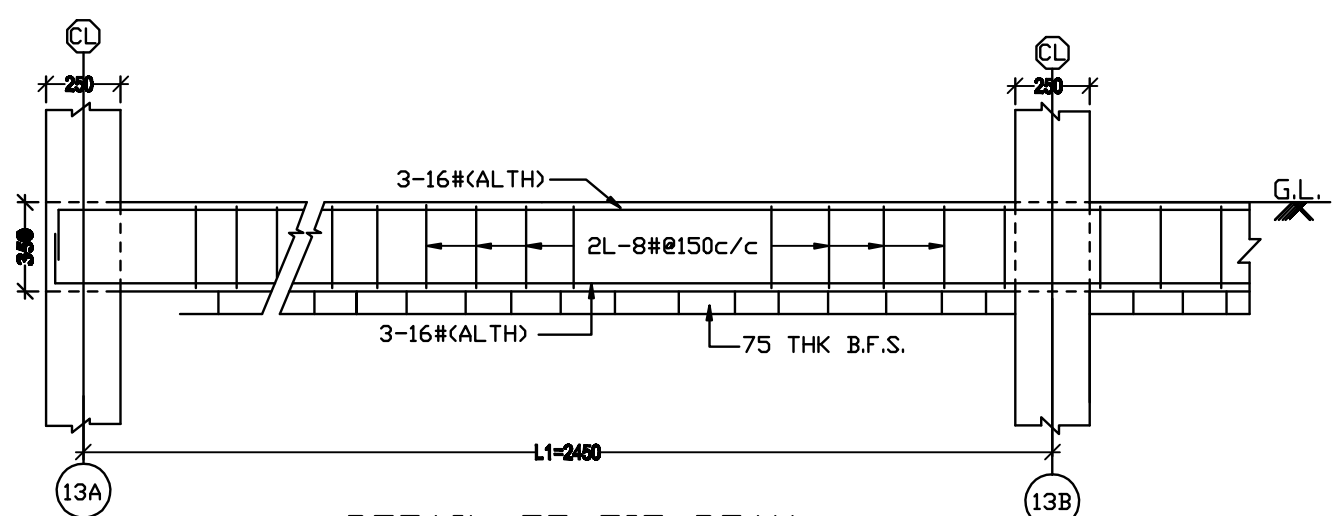 CL
CL
250
250
3-16#(ALTH)
G.L.
350
2L-8#@150c/c
3-16#(ALTH)
75 THK B.F.S.
L1=2450
13A
13B